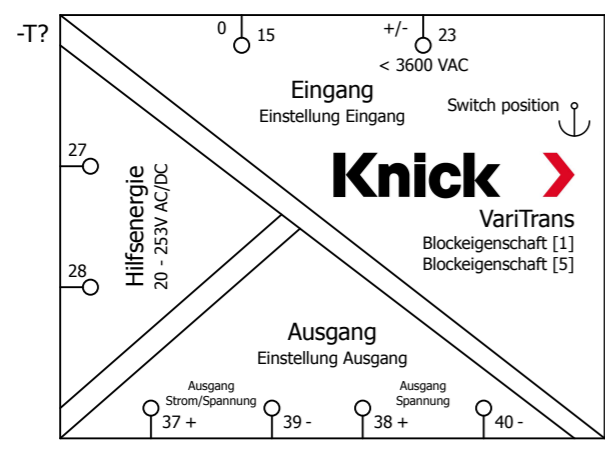 -T?
0 15
+/- 23
< 3600 VAC
Eingang
Einstellung Eingang
Switch position
Knick
VariTrans
Blockeigenschaft [1]
Blockeigenschaft [5]
27
28
Hilfsenergie
20 - 253V AC/DC
Ausgang
Einstellung Ausgang
Ausgang
Strom/Spannung
Ausgang
Spannung
37 +
39 -
38 +
40 -